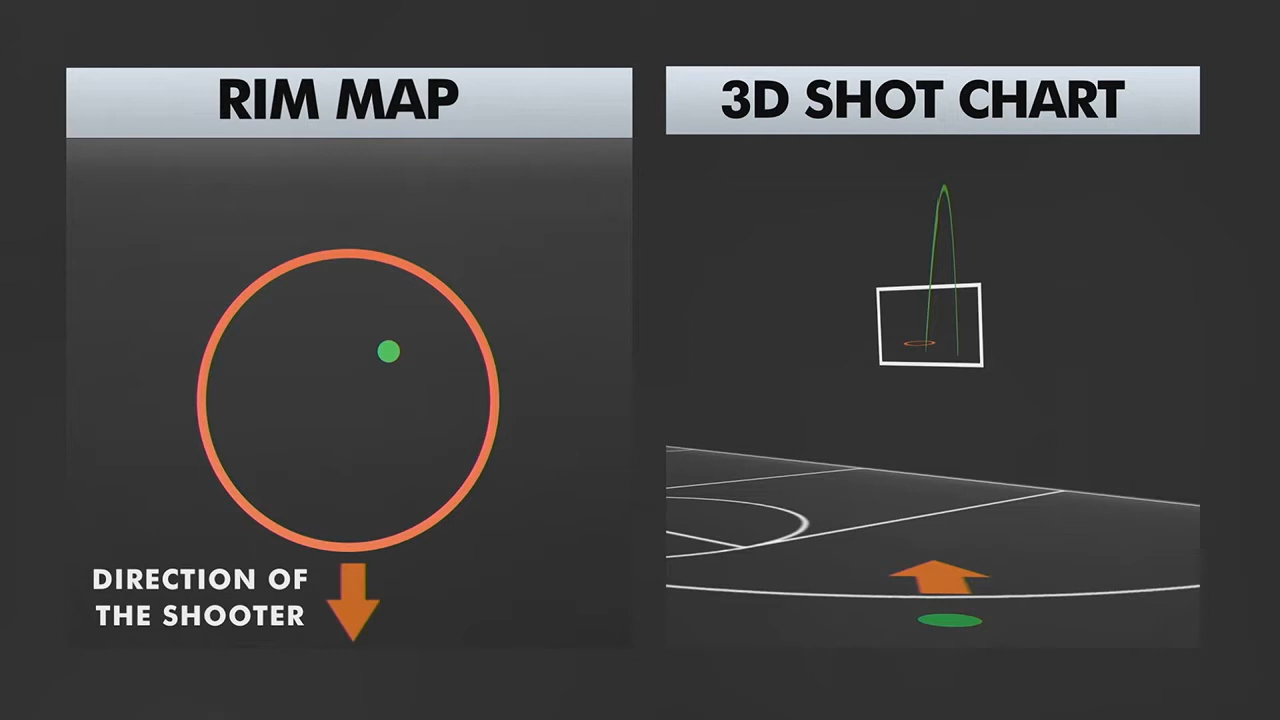 RIM MAP
3D SHOT CHART
DIRECTION OF
THE SHOOTER